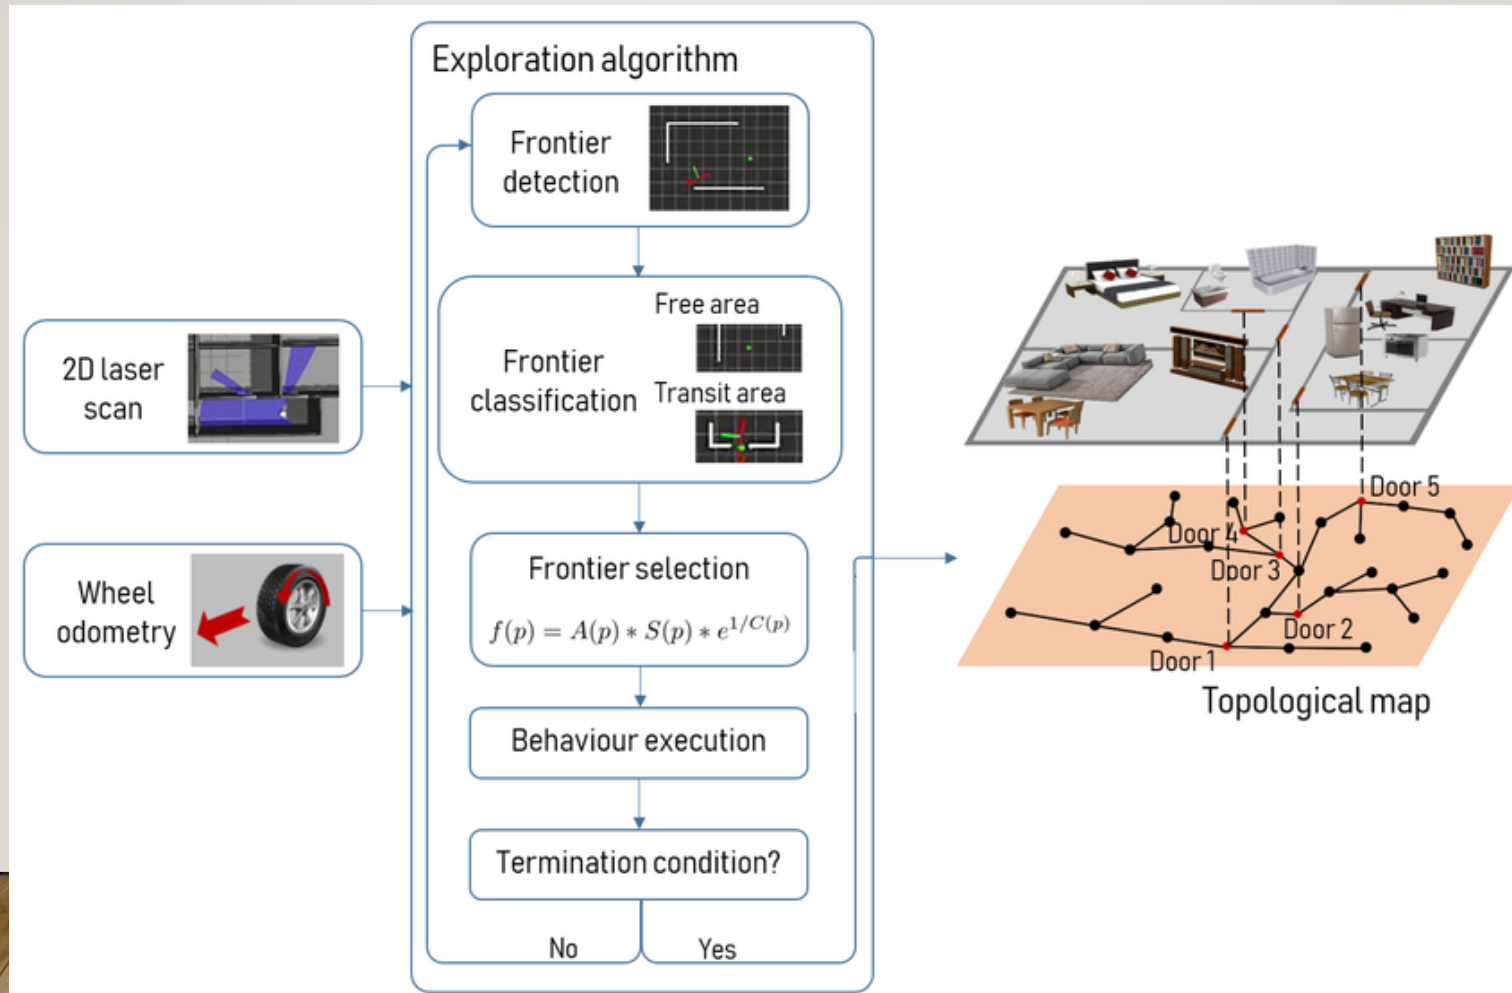 Exploration algorithm
Frontier
detection
Free area
Frontier
classification
Transit area
2D laser
scan
Wheel
odometry
Frontier selection
f(p) = A(p) * S(p) * e^{1/C(p)}
Behaviour execution
Termination condition?
No
Yes
Door 5
Door 4
Door 3
Door 2
Door 1
Topological map